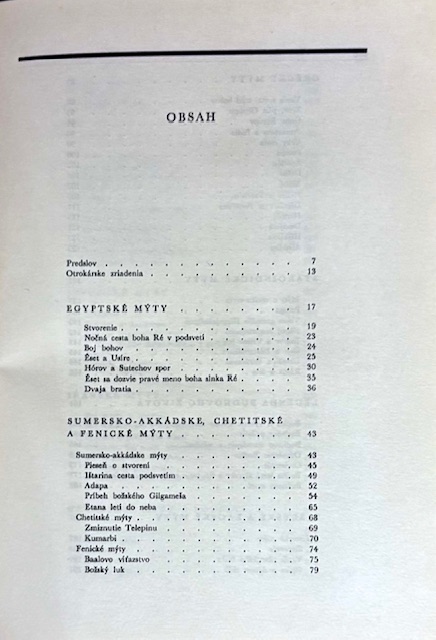 OBSAH
Predslov . . . . . . . . . . . . . 7
Otrokárske zriadenia . . . . . . . . . . 13
EGYPTSKÉ MÝTY . . . . . . . . 17
Stvorenie . . . . . . . . . . . . 19
Nočná cesta boha Ré v podsvetí . . . . . . 23
Boj bohov . . . . . . . . . . . . 24
Éset a Usire . . . . . . . . . . . 25
Hórov a Sutechov spor . . . . . . . . 30
Éset sa dozvie pravé meno boha slnka Ré . . . . 35
Dvaja bratia . . . . . . . . . . . 36
SUMERSKO-AKKÁDSKE, CHETITSKÉ
A FENICKÉ MÝTY . . . . . . . . 43
Sumersko-akkádske mýty . . . . . . . . 43
Pieseň o stvorení . . . . . . . . . 45
Ištarina cesta podsvetím . . . . . . . 49
Adapa . . . . . . . . . . . . 52
Príbeh božského Gilgameša . . . . . . 54
Etana letí do neba . . . . . . . . 65
Chetitské mýty . . . . . . . . . . 68
Zmiznutie Telepinu . . . . . . . . 69
Kumarbi . . . . . . . . . . . 70
Fenické mýty . . . . . . . . . . . 74
Baalovo víťazstvo . . . . . . . . . 75
Božský luk . . . . . . . . . . . 79